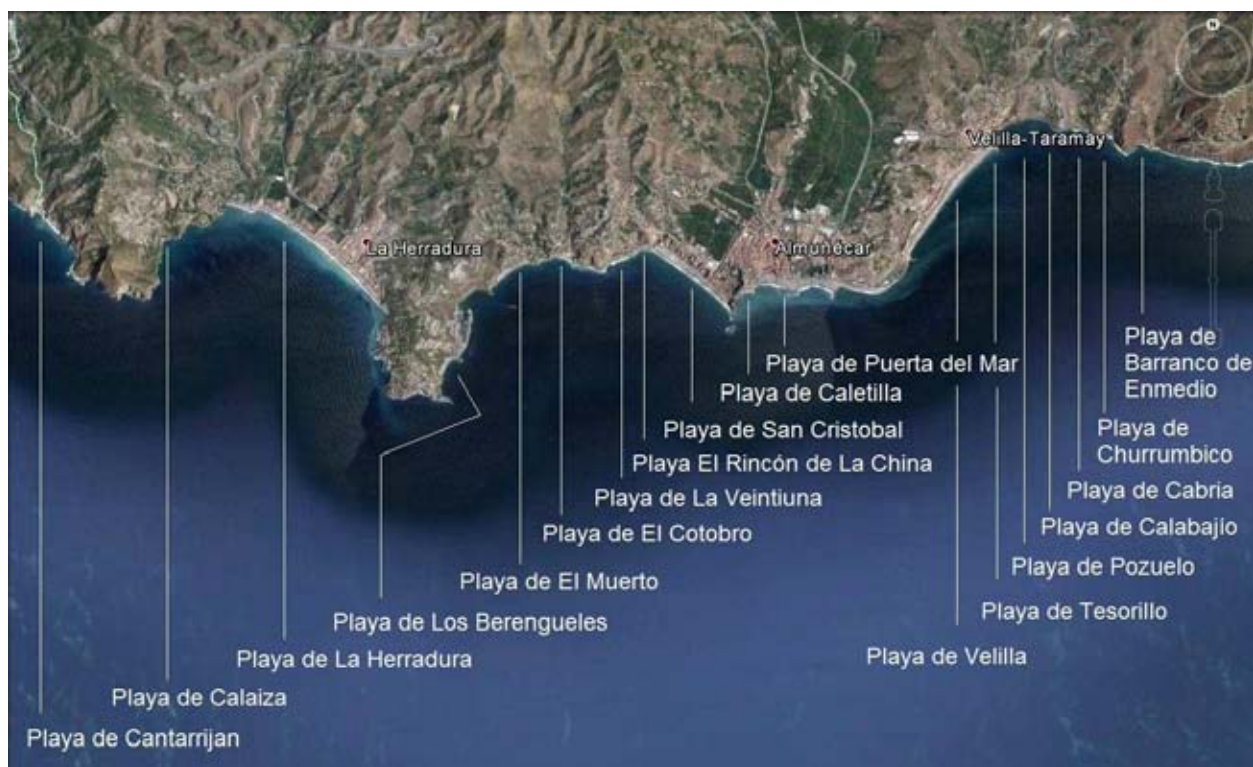 N
Velilla-Taramay
La Herradura
Almuñécar
Playa de
Barranco de
Enmedio
Playa de Puerta del Mar
Playa de Caletilla
Playa de San Cristobal
Playa de
Churrumbico
Playa El Rincón de La China
Playa de Cabria
Playa de La Veintiuna
Playa de Calabajio
Playa de El Cotobro
Playa de Pozuelo
Playa de El Muerto
Playa de Tesorillo
Playa de Los Berengueles
Playa de Velilla
Playa de La Herradura
Playa de Calaiza
Playa de Cantarrijan